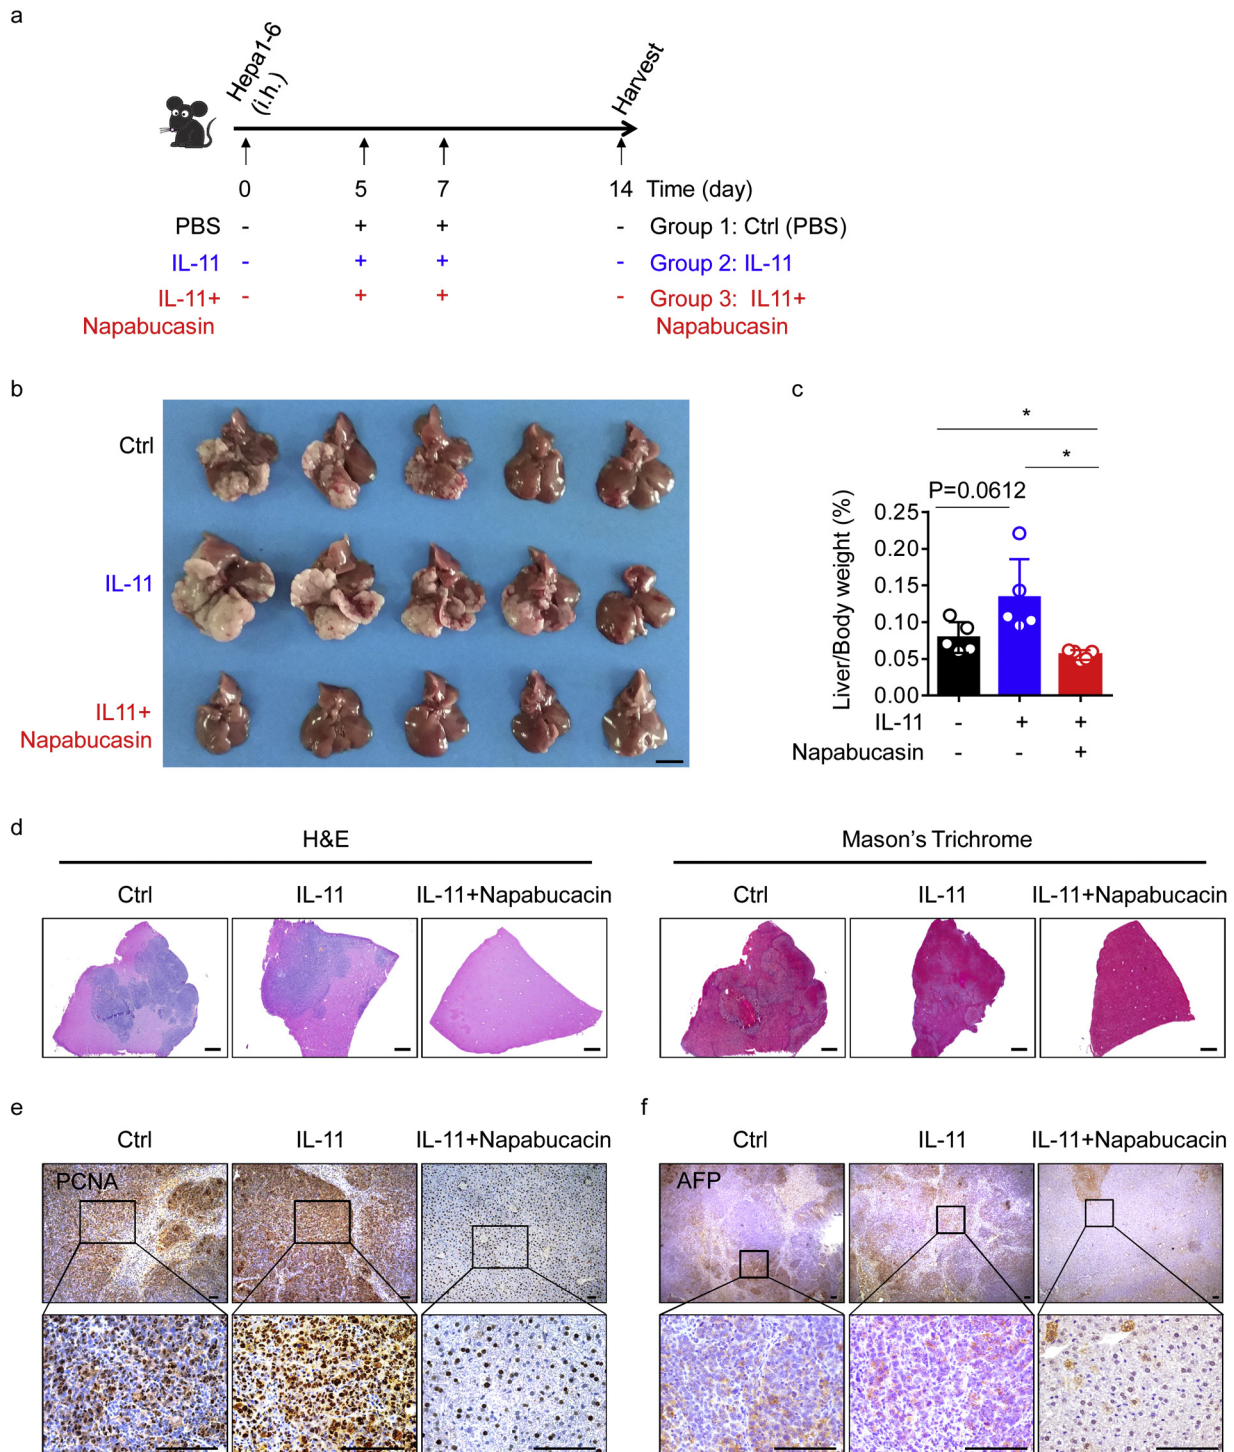 a
Hepa1-6
(i.h.)
Harvest
0 5 7 14 Time (day)
PBS - + + - Group 1: Ctrl (PBS)
IL-11 - + + - Group 2: IL-11
IL-11+ - + + - Group 3: IL11+
Napabucasin Napabucasin
b
Ctrl
IL-11
IL11+
Napabucasin
c
*
*
P=0.0612
Liver/Body weight (%)
0.25
0.20
0.15
0.10
0.05
0.00
IL-11 - + +
Napabucasin - - +
d
H&E Mason's Trichrome
Ctrl IL-11 IL-11+Napabucacin Ctrl IL-11 IL-11+Napabucacin
e
Ctrl IL-11 IL-11+Napabucacin
PCNA
f
Ctrl IL-11 IL-11+Napabucacin
AFP